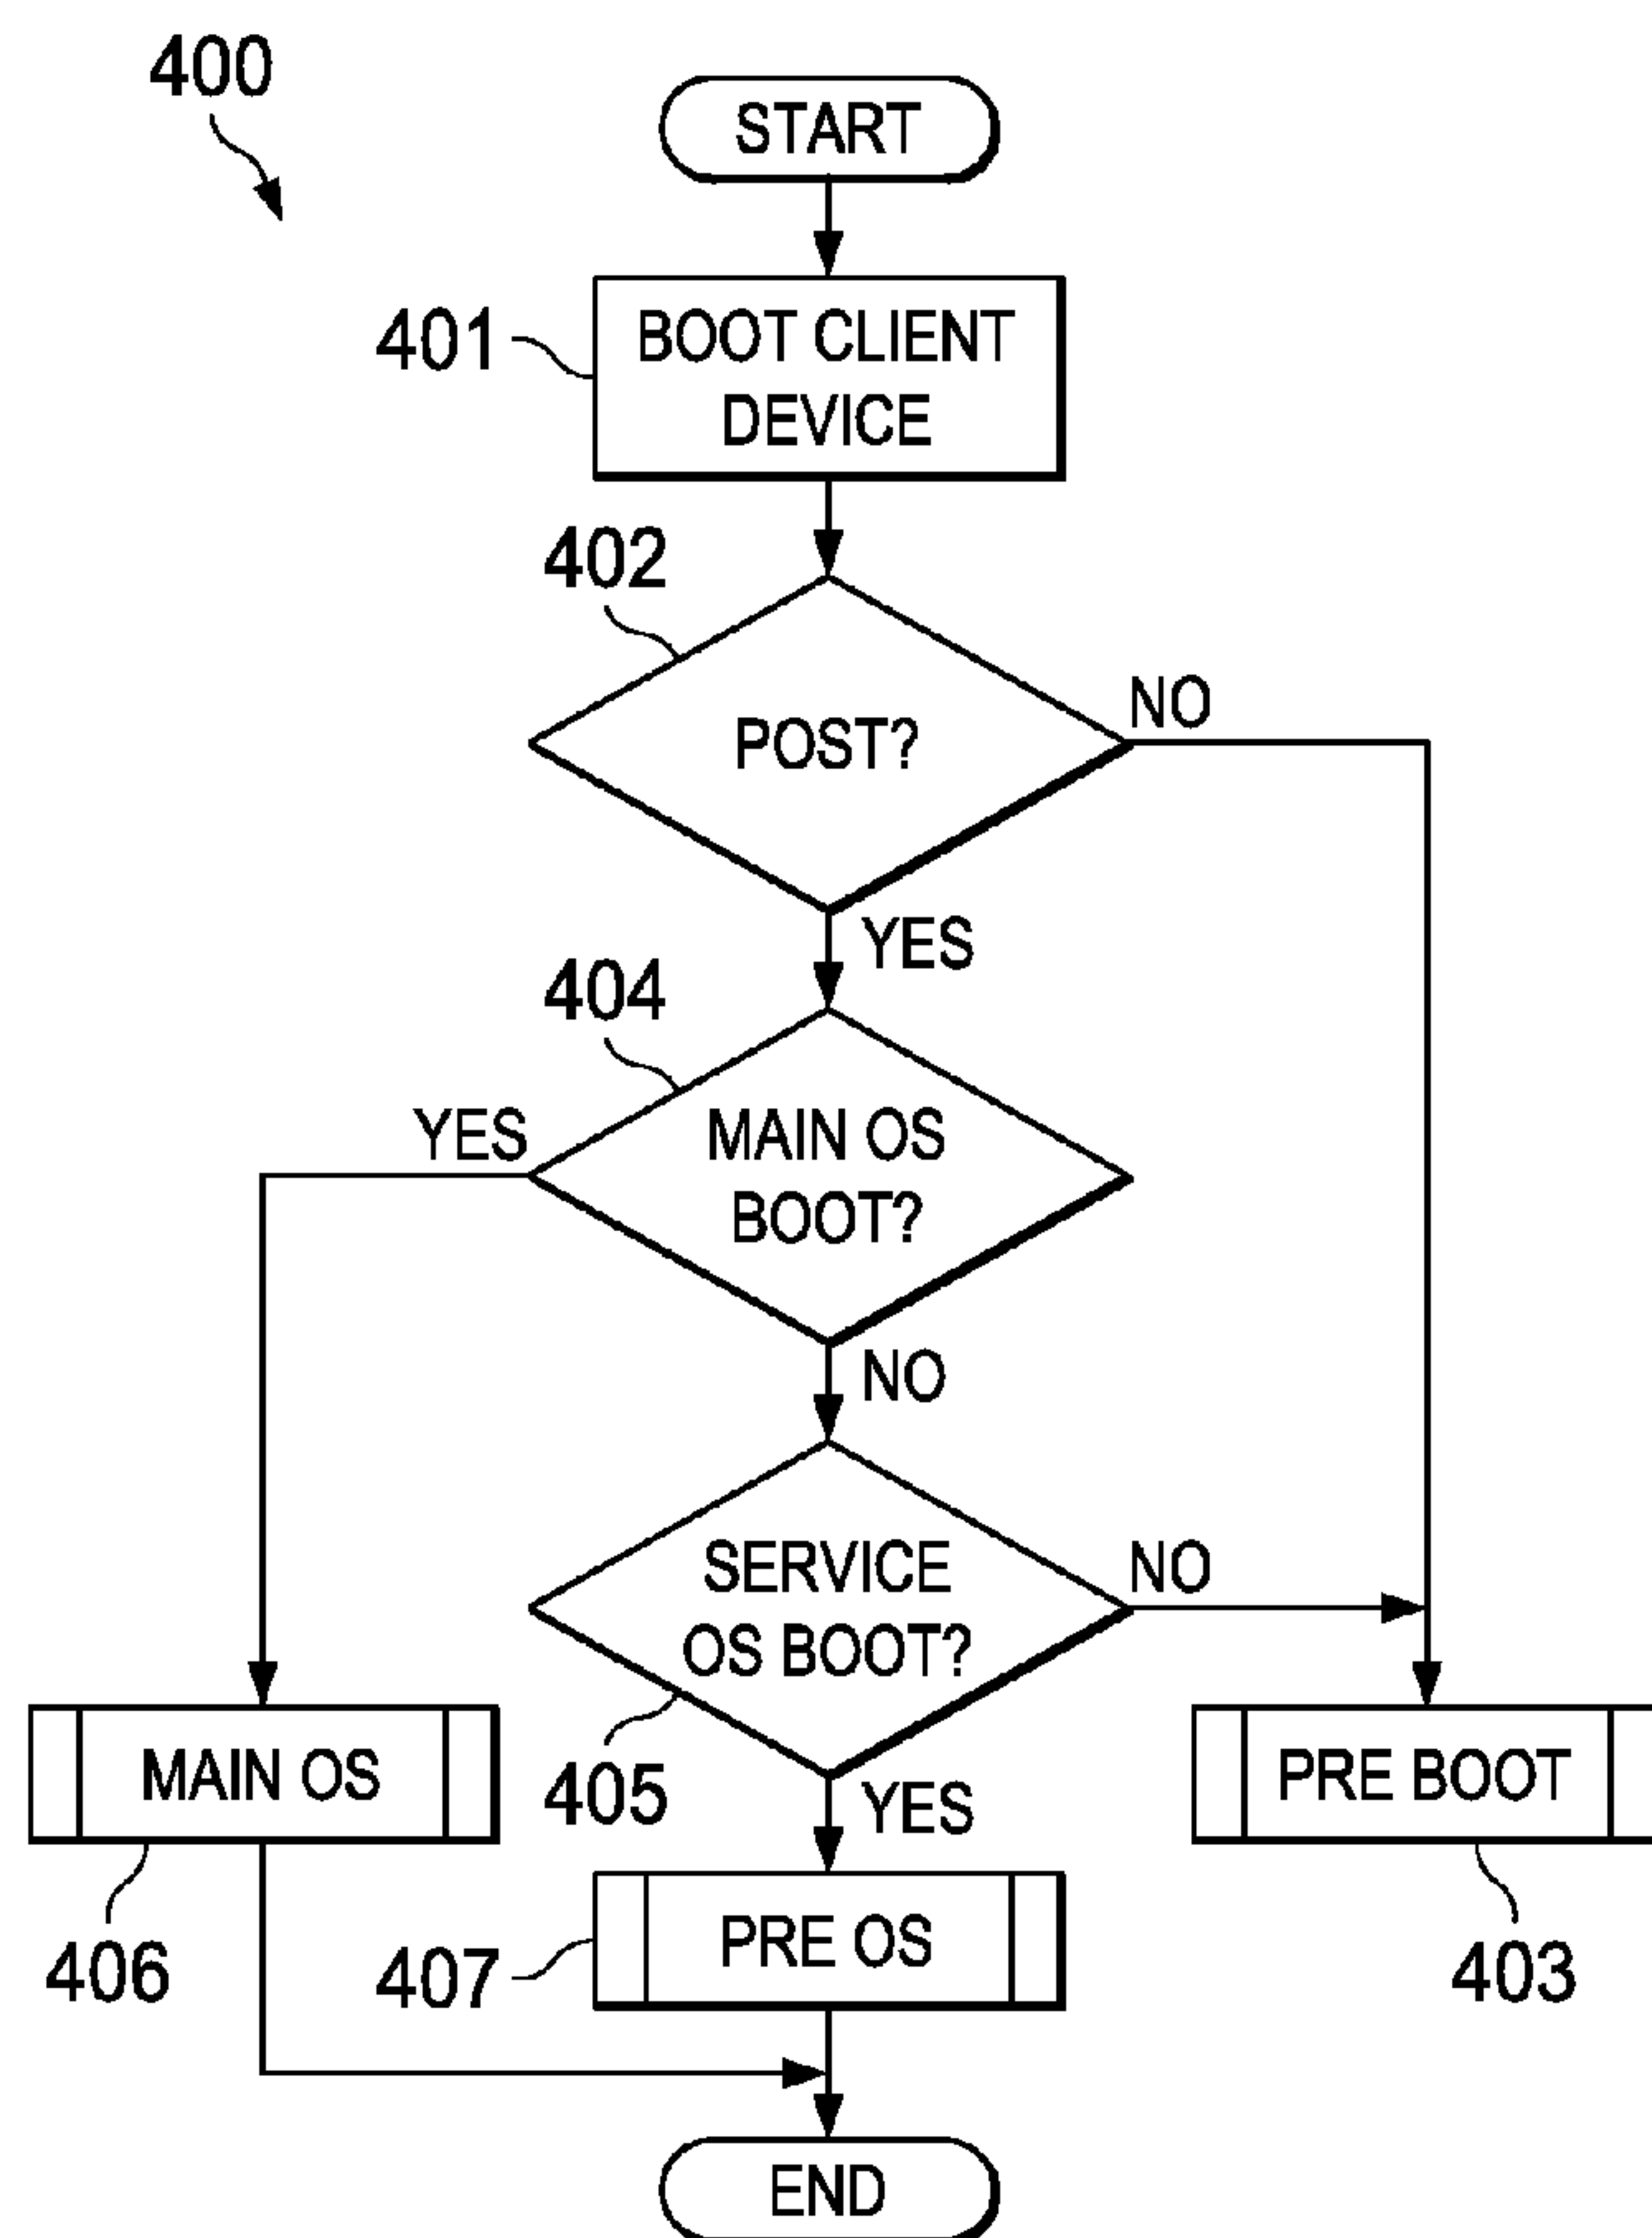 400
START
401
BOOT CLIENT
DEVICE
402
POST?
NO
YES
404
YES
MAIN OS
BOOT?
NO
SERVICE
OS BOOT?
NO
405
YES
MAIN OS
PRE BOOT
406
407
PRE OS
403
END